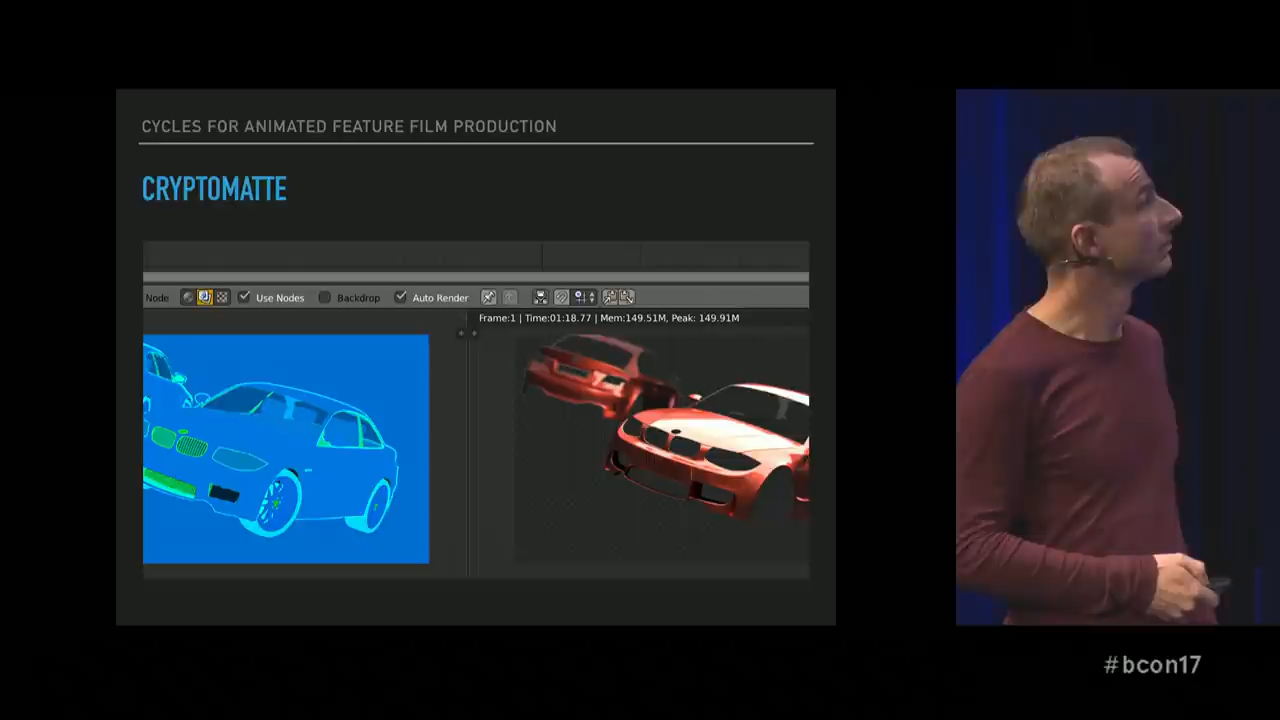 CYCLES FOR ANIMATED FEATURE FILM PRODUCTION
CRYPTOMATTE
Node Use Nodes Backdrop Auto Render
Frame:1 | Time:01:18.77 | Mem:149.51M, Peak: 149.91M
#bcon17